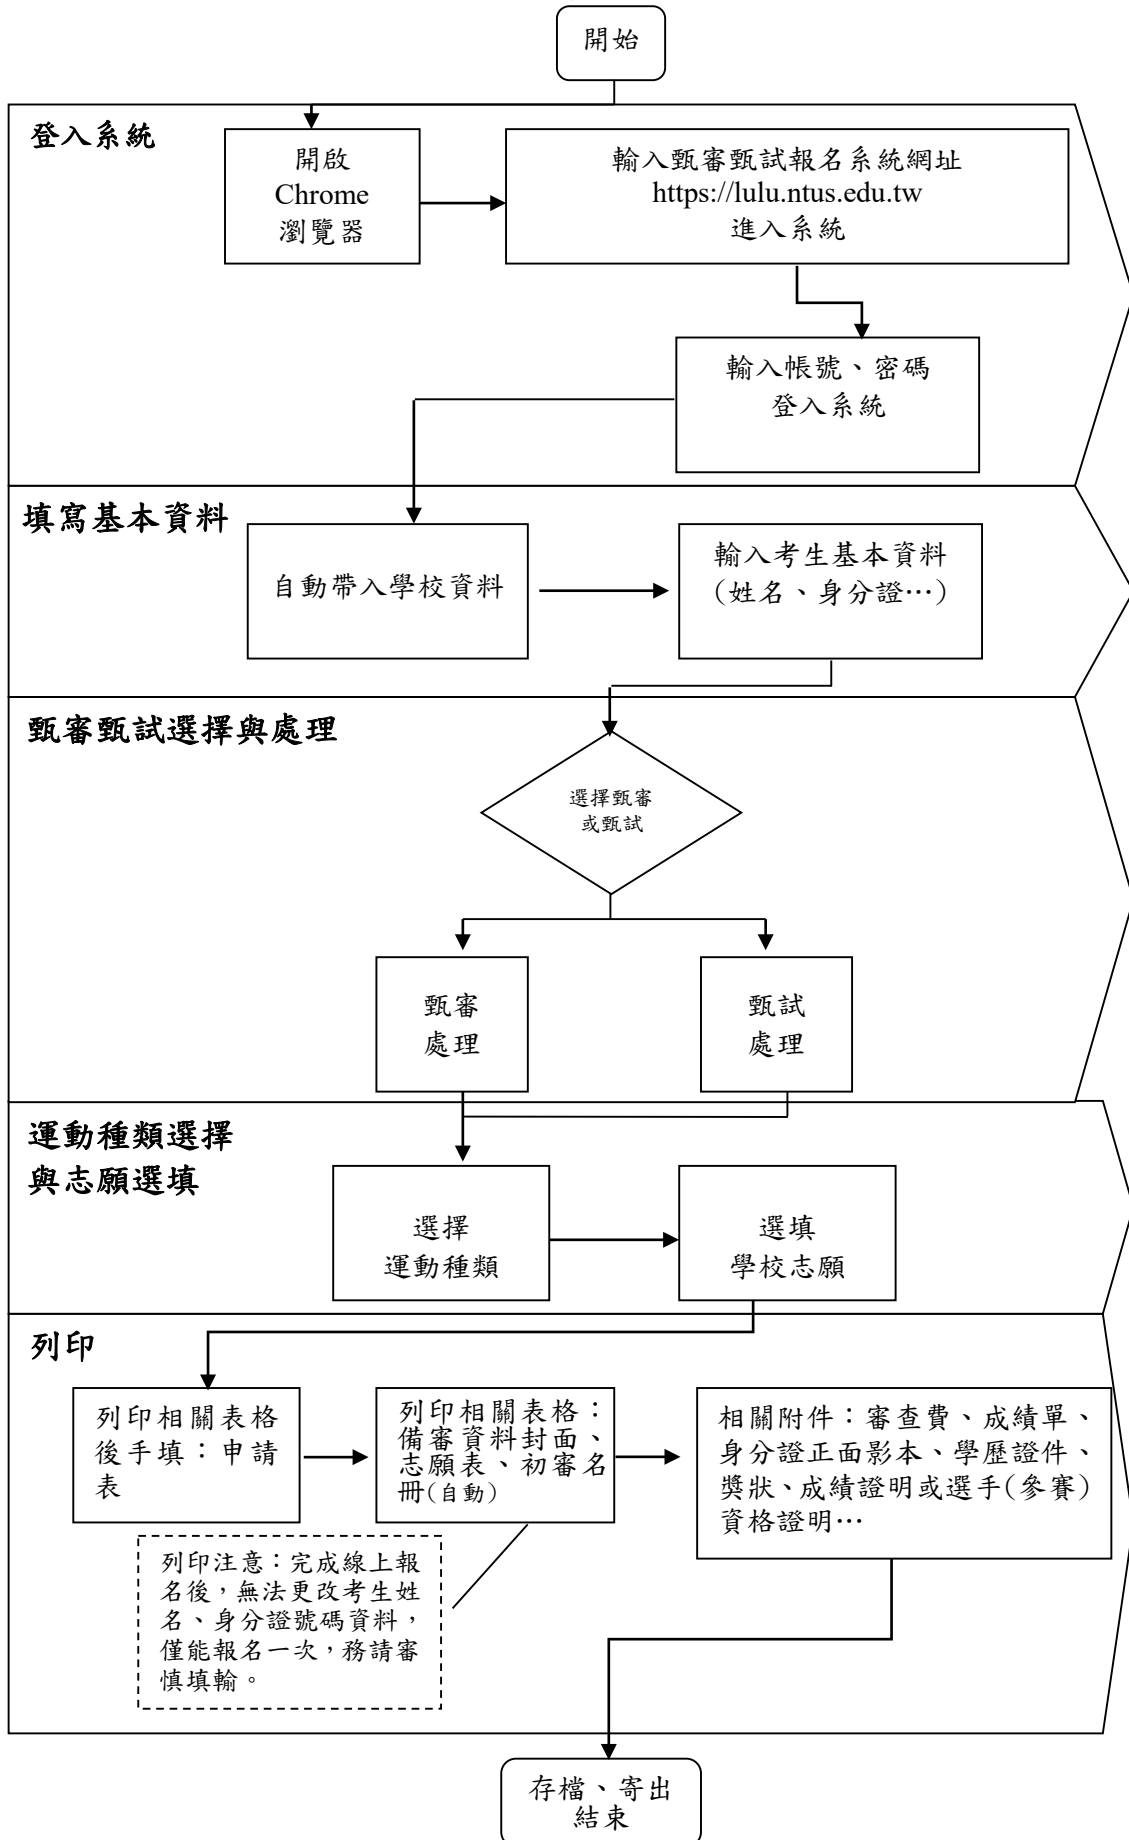 開始
登入系統
開啟
Chrome
瀏覽器
輸入甄審甄試報名系統網址
https://lulu.ntus.edu.tw
進入系統
輸入帳號、密碼
登入系統
填寫基本資料
自動帶入學校資料
輸入考生基本資料
(姓名、身分證…)
甄審甄試選擇與處理
選擇甄審
或甄試
甄審
處理
甄試
處理
運動種類選擇
與志願選填
選擇
運動種類
選填
學校志願
列印
列印相關表格
後手填：申請
表
列印相關表格：
備審資料封面、
志願表、初審名
冊(自動)
相關附件：審查費、成績單、
身分證正面影本、學歷證件、
獎狀、成績證明或選手(參賽)
資格證明…
列印注意：完成線上報
名後，無法更改考生姓
名、身分證號碼資料，
僅能報名一次，務請審
慎填輸。
存檔、寄出
結束